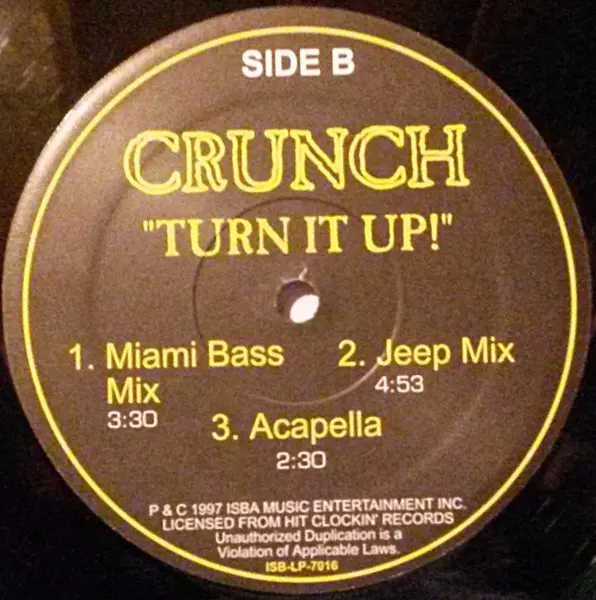 SIDE B
CRUNCH
"TURN IT UP!"
1. Miami Bass
Mix
3:30
2. Jeep Mix
4:53
3. Acapella
2:30
P & C 1997 ISBA MUSIC ENTERTAINMENT INC.
LICENSED FROM HIT CLOCKIN' RECORDS
Unauthorized Duplication is a
Violation of Applicable Laws.
ISB-LP-7016